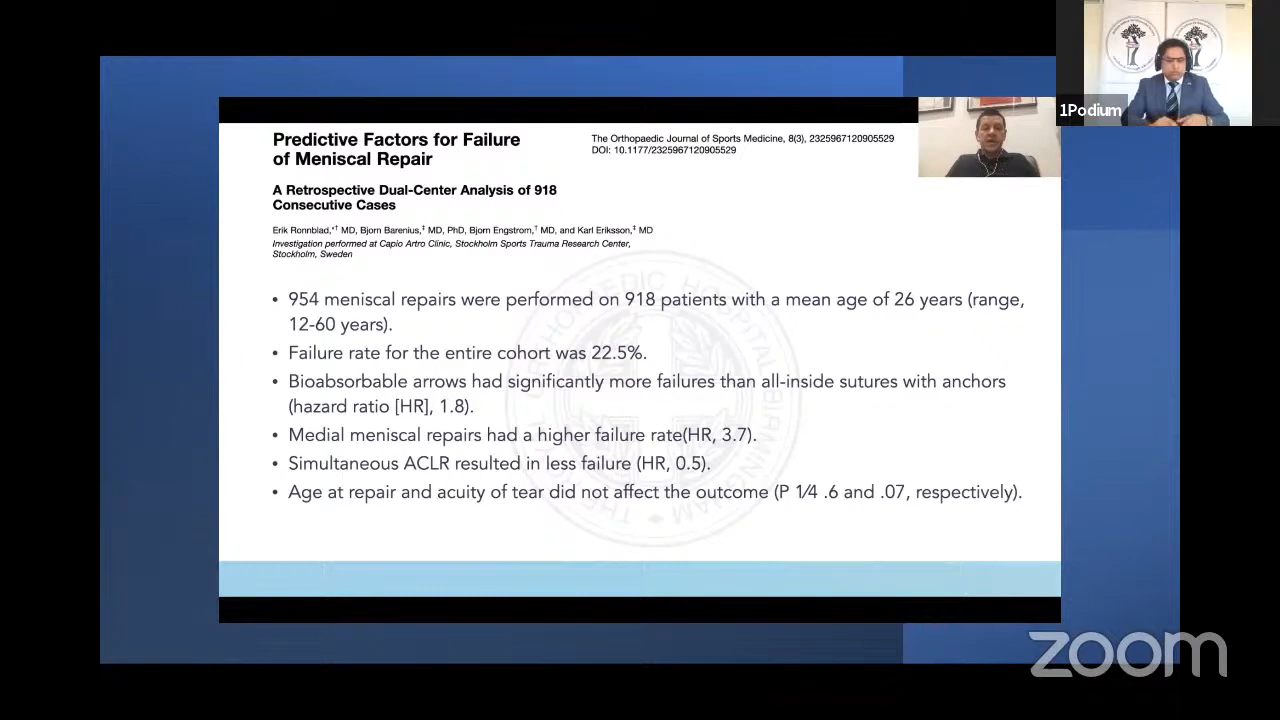 1Podium
Predictive Factors for Failure
of Meniscal Repair
The Orthopaedic Journal of Sports Medicine, 8(3), 2325967120905529
DOI: 10.1177/2325967120905529
A Retrospective Dual-Center Analysis of 918
Consecutive Cases
Erik Ronnblad,*† MD, Bjorn Barenius,‡ MD, PhD, Bjorn Engstrom,† MD, and Karl Eriksson,‡ MD
Investigation performed at Capio Artro Clinic, Stockholm Sports Trauma Research Center,
Stockholm, Sweden
• 954 meniscal repairs were performed on 918 patients with a mean age of 26 years (range,
12-60 years).
• Failure rate for the entire cohort was 22.5%.
• Bioabsorbable arrows had significantly more failures than all-inside sutures with anchors
(hazard ratio [HR], 1.8).
• Medial meniscal repairs had a higher failure rate(HR, 3.7).
• Simultaneous ACLR resulted in less failure (HR, 0.5).
• Age at repair and acuity of tear did not affect the outcome (P 1⁄4 .6 and .07, respectively).
zoom